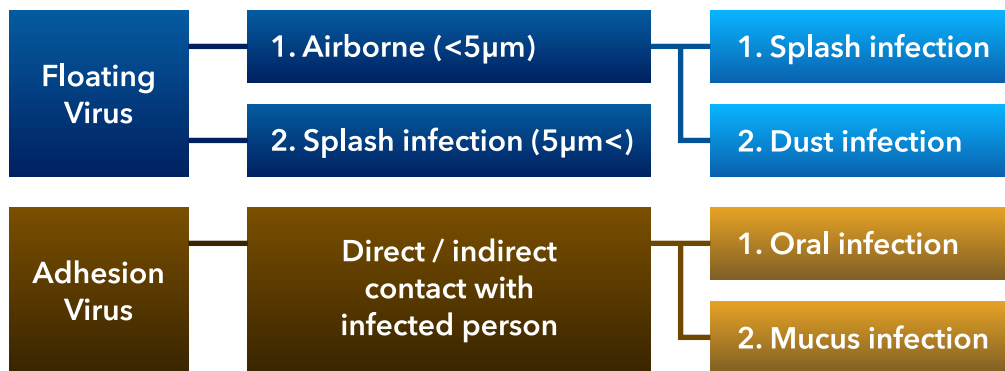 Floating
Virus
1. Airborne (<5μm)
2. Splash infection (5μm<)
1. Splash infection
2. Dust infection
Adhesion
Virus
Direct / indirect
contact with
infected person
1. Oral infection
2. Mucus infection